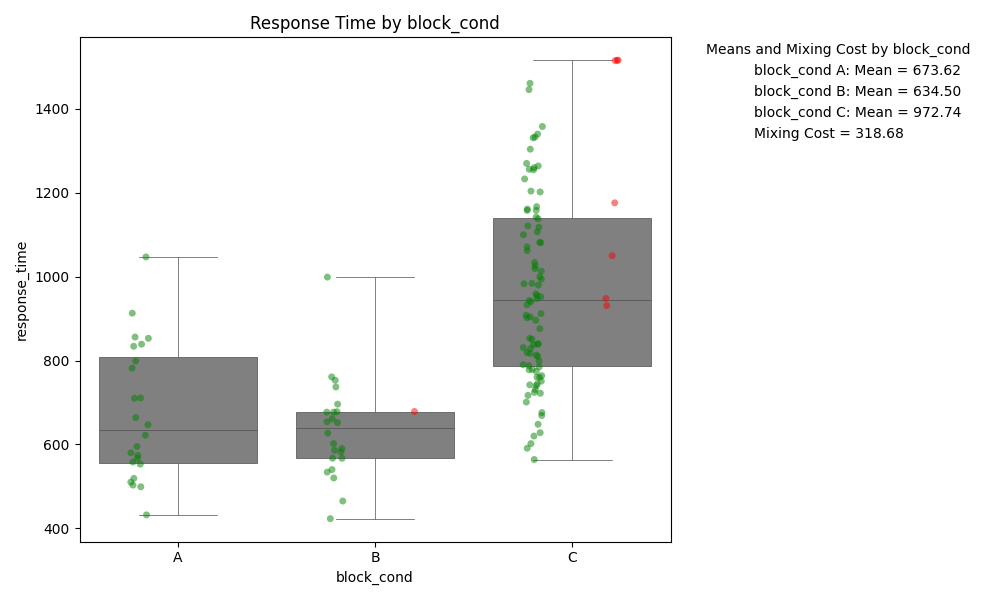 Response Time by block_cond
Means and Mixing Cost by block_cond
block_cond A: Mean = 673.62
block_cond B: Mean = 634.50
block_cond C: Mean = 972.74
Mixing Cost = 318.68
response_time
1400
1200
1000
800
600
400
A
B
C
block_cond